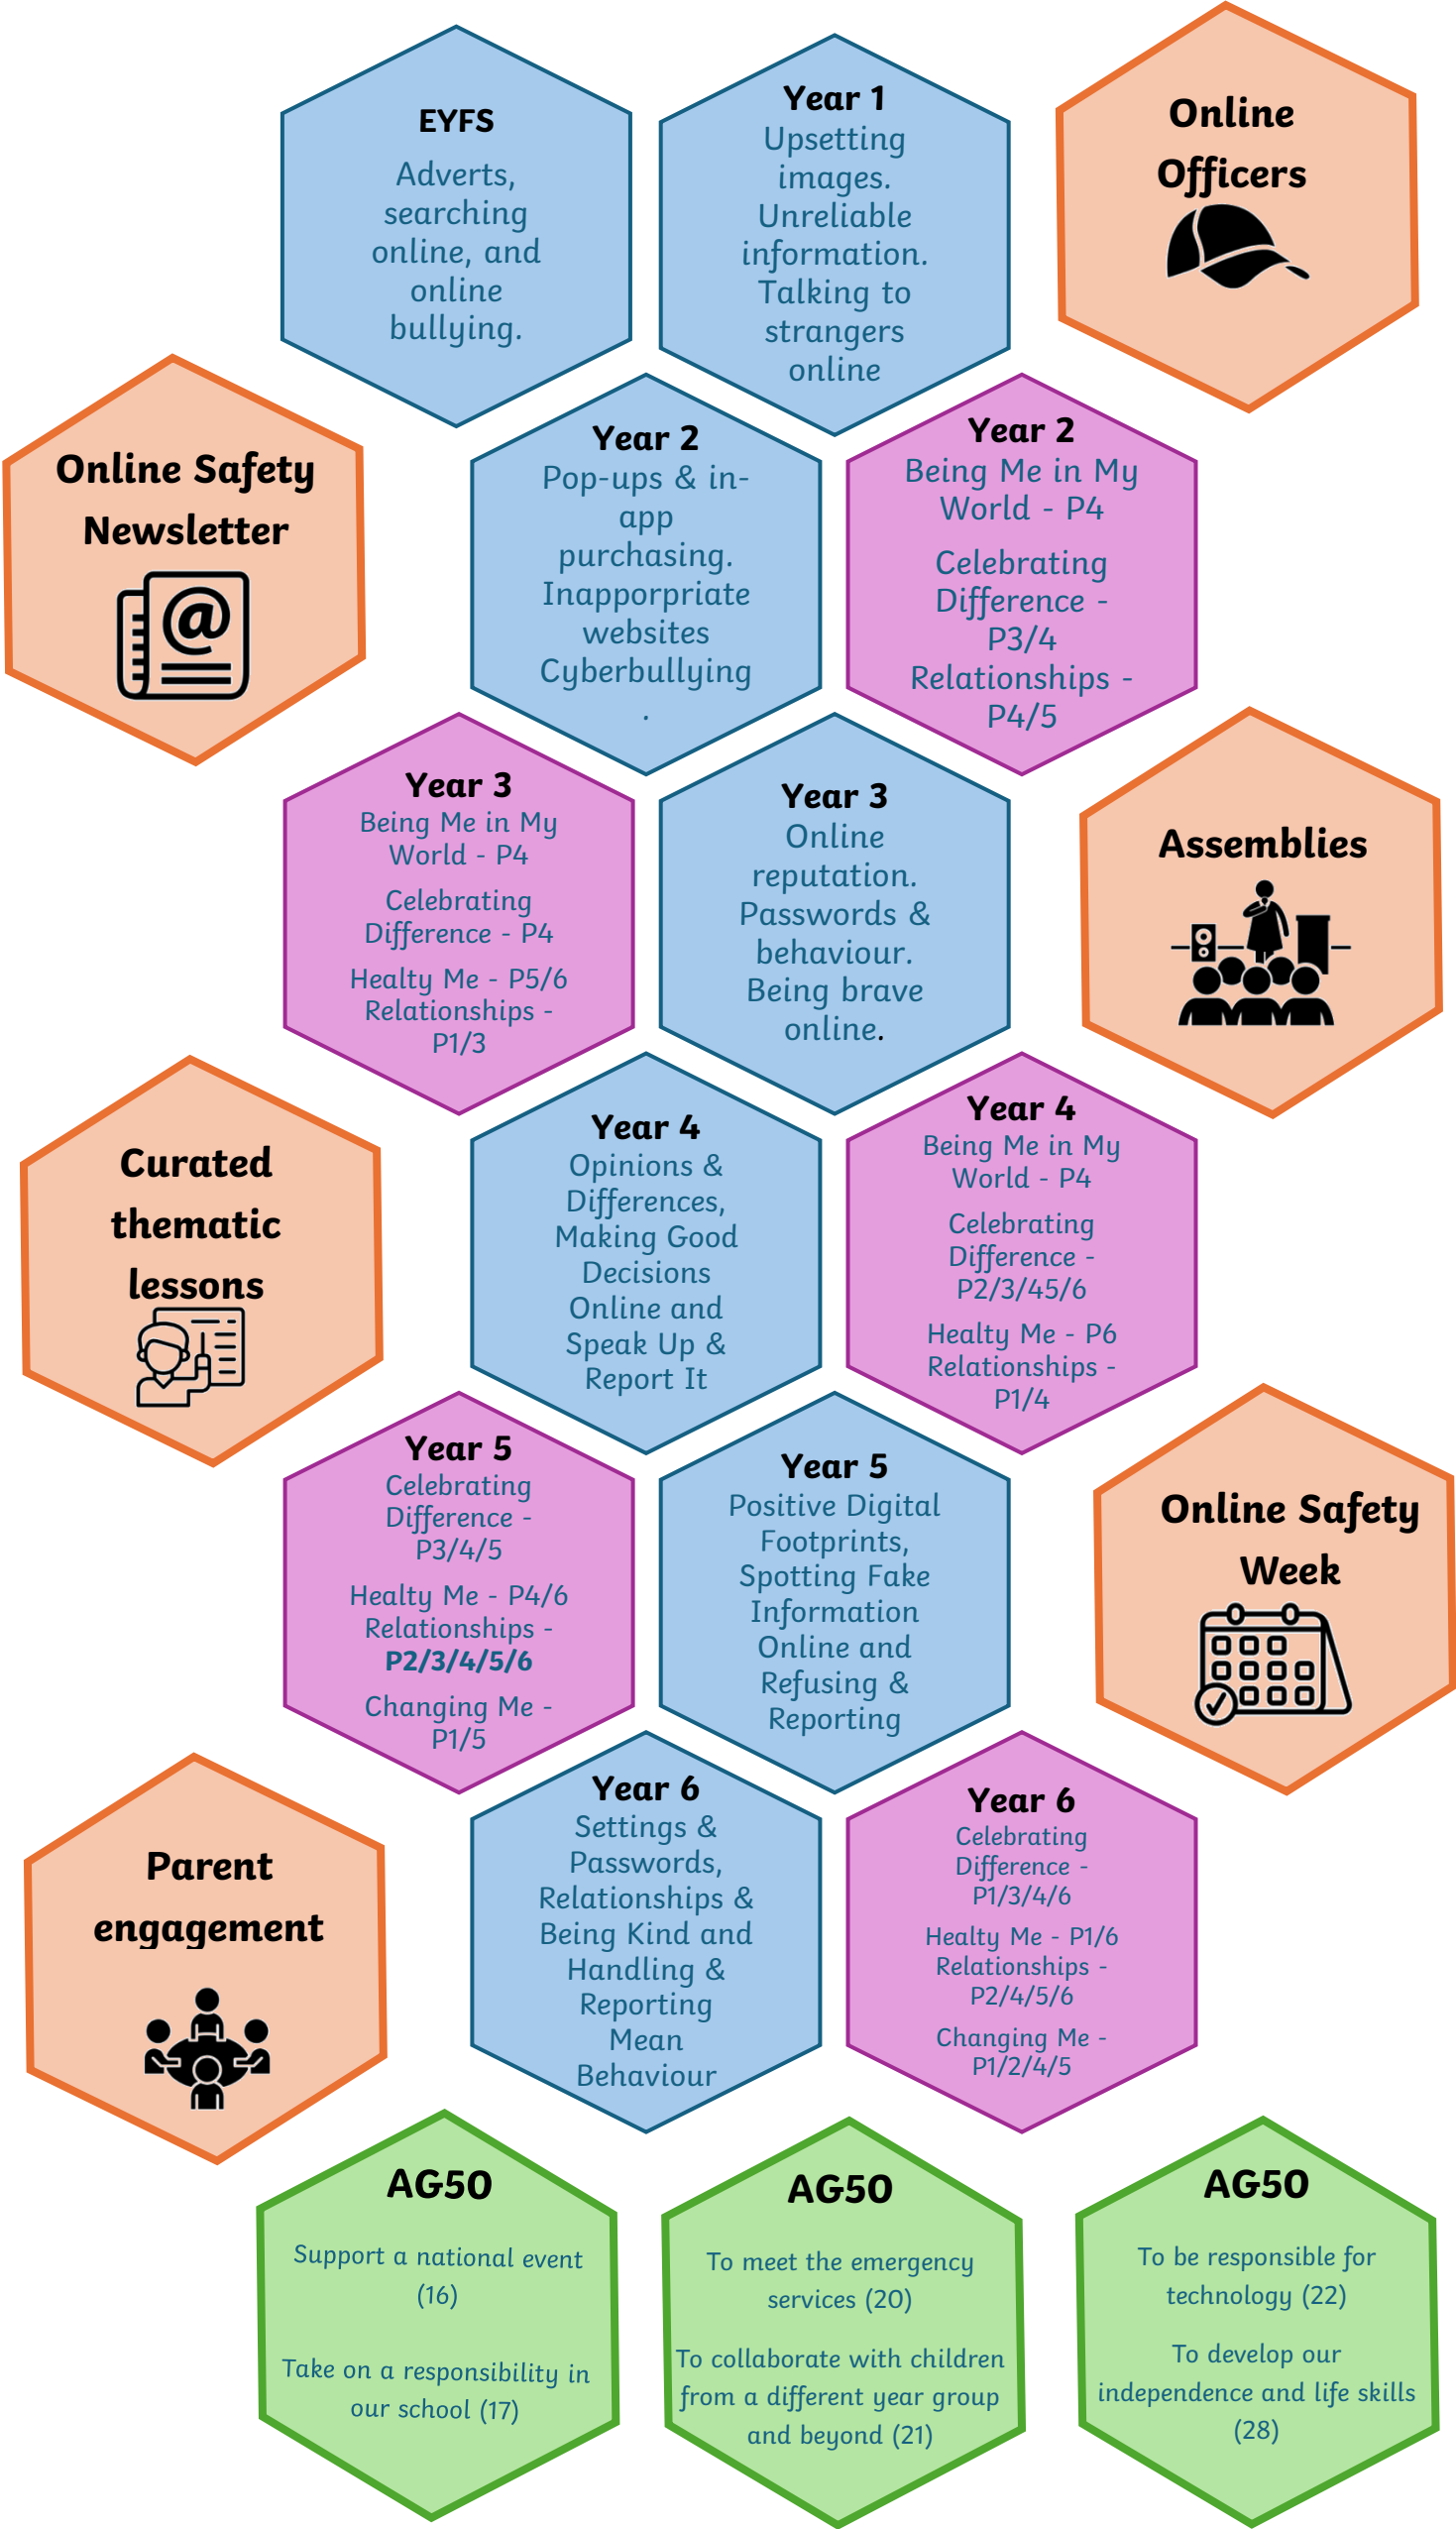 EYFS
Adverts,
searching
online, and
online
bullying.
Year 1
Upsetting
images.
Unreliable
information.
Talking to
strangers
online
Online
Officers
Online Safety
Newsletter
@
Year 2
Pop-ups & in-
app
purchasing.
Inapporpriate
websites
Cyberbullying
.
Year 2
Being Me in My
World - P4
Celebrating
Difference -
P3/4
Relationships -
P4/5
Year 3
Being Me in My
World - P4
Celebrating
Difference - P4
Healty Me - P5/6
Relationships -
P1/3
Year 3
Online
reputation.
Passwords &
behaviour.
Being brave
online.
Assemblies
Curated
thematic
lessons
Year 4
Opinions &
Differences,
Making Good
Decisions
Online and
Speak Up &
Report It
Year 4
Being Me in My
World - P4
Celebrating
Difference -
P2/3/45/6
Healty Me - P6
Relationships -
P1/4
Year 5
Celebrating
Difference -
P3/4/5
Healty Me - P4/6
Relationships -
P2/3/4/5/6
Changing Me -
P1/5
Year 5
Positive Digital
Footprints,
Spotting Fake
Information
Online and
Refusing &
Reporting
Online Safety
Week
Parent
engagement
Year 6
Settings &
Passwords,
Relationships &
Being Kind and
Handling &
Reporting
Mean
Behaviour
Year 6
Celebrating
Difference -
P1/3/4/6
Healty Me - P1/6
Relationships -
P2/4/5/6
Changing Me -
P1/2/4/5
AG50
Support a national event
(16)
Take on a responsibility in
our school (17)
AG50
To meet the emergency
services (20)
To collaborate with children
from a different year group
and beyond (21)
AG50
To be responsible for
technology (22)
To develop our
independence and life skills
(28)